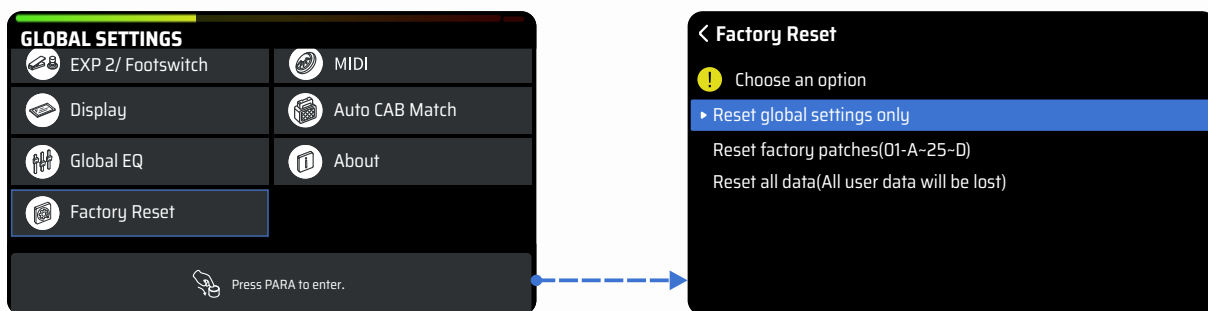 GLOBAL SETTINGS
EXP 2/ Footswitch
MIDI
Display
Auto CAB Match
Global EQ
About
Factory Reset
Press PARA to enter.
Factory Reset
Choose an option
Reset global settings only
Reset factory patches(01-A~25~D)
Reset all data(All user data will be lost)